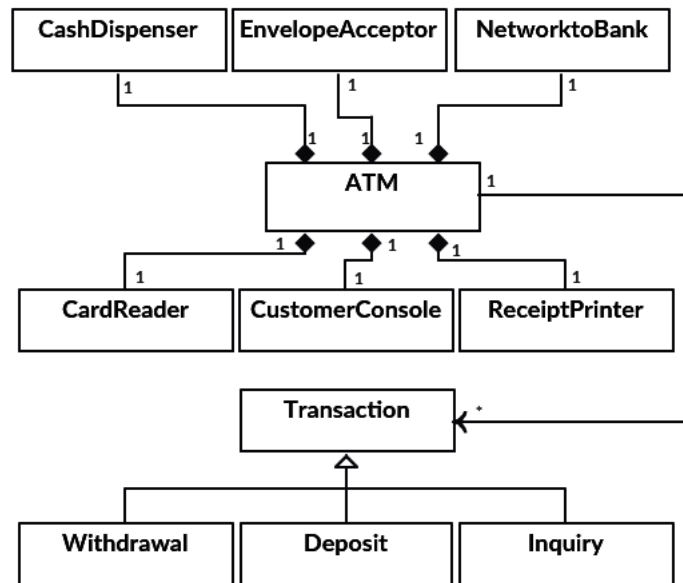 CashDispenser EnvelopeAcceptor NetworktoBank
1 1 1
1 1 1
ATM 1
1 1 1
1 1 1
CardReader CustomerConsole ReceiptPrinter
Transaction *
Withdrawal Deposit Inquiry